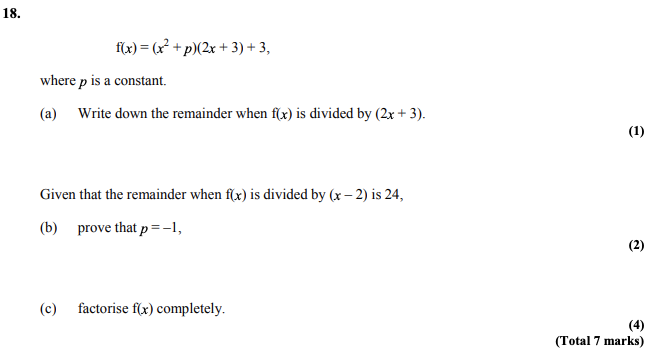 18.
f(x) = (x² + p)(2x + 3) + 3,
where p is a constant.
(a) Write down the remainder when f(x) is divided by (2x + 3).
(1)
Given that the remainder when f(x) is divided by (x – 2) is 24,
(b) prove that p = –1,
(2)
(c) factorise f(x) completely.
(4)
(Total 7 marks)